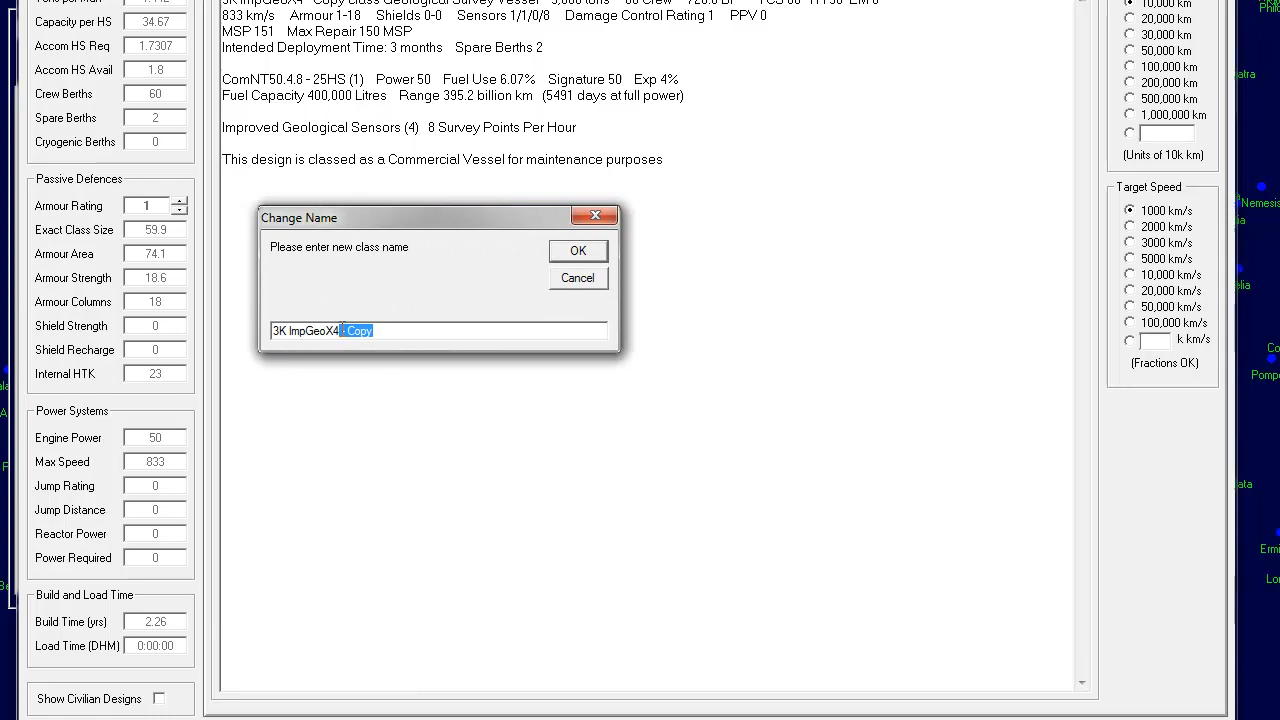 Capacity per HS 34.67
Accom HS Req 1.7307
Accom HS Avail 1.8
Crew Berths 60
Spare Berths 2
Cryogenic Berths 0
Passive Defences
Armour Rating 1
Exact Class Size 59.9
Armour Area 74.1
Armour Strength 18.6
Armour Columns 18
Shield Strength 0
Shield Recharge 0
Internal HTK 23
Power Systems
Engine Power 50
Max Speed 833
Jump Rating 0
Jump Distance 0
Reactor Power 0
Power Required 0
Build and Load Time
Build Time (yrs) 2.26
Load Time (DHM) 0:00:00
Show Civilian Designs
833 km/s Armour 1-18 Shields 0-0 Sensors 1/1/0/8 Damage Control Rating 1 PPV 0
MSP 151 Max Repair 150 MSP
Intended Deployment Time: 3 months Spare Berths 2
ComNT50.4.8 - 25HS (1) Power 50 Fuel Use 6.07% Signature 50 Exp 4%
Fuel Capacity 400,000 Litres Range 395.2 billion km (5491 days at full power)
Improved Geological Sensors (4) 8 Survey Points Per Hour
This design is classed as a Commercial Vessel for maintenance purposes
Change Name
Please enter new class name
OK
Cancel
3K ImpGeoX4 - Copy
10,000 km
20,000 km
30,000 km
50,000 km
100,000 km
200,000 km
500,000 km
1,000,000 km
(Units of 10k km)
Target Speed
1000 km/s
2000 km/s
3000 km/s
5000 km/s
10,000 km/s
20,000 km/s
50,000 km/s
100,000 km/s
k km/s
(Fractions OK)
Nemesis